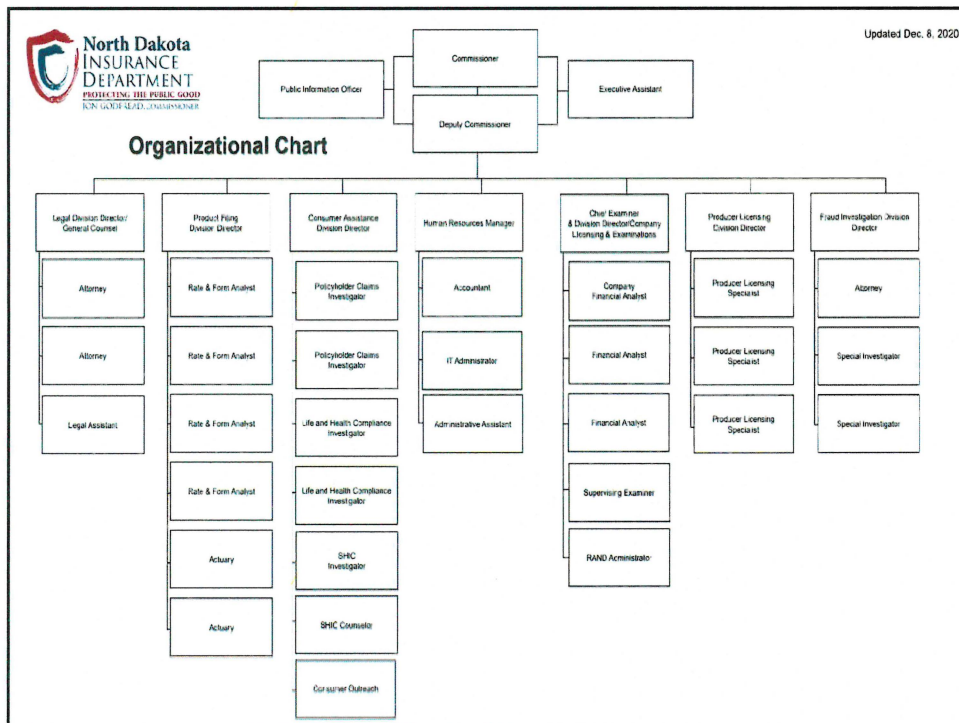 North Dakota
INSURANCE
DEPARTMENT
PROTECTING THE PUBLIC GOOD
JON GODFREAD, COMMISSIONER
Updated Dec. 8, 2020
Commissioner
Public Information Officer
Executive Assistant
Deputy Commissioner
Organizational Chart
Legal Division Director/
General Counsel
Product Filing
Division Director
Consumer Assistance
Division Director
Human Resources Manager
Chief Examiner
& Division Director/Company
Licensing & Examinations
Producer Licensing
Division Director
Fraud Investigation Division
Director
Attorney
Rate & Form Analyst
Policyholder Claims
Investigator
Accountant
Company
Financial Analyst
Producer Licensing
Specialist
Attorney
Attorney
Rate & Form Analyst
Policyholder Claims
Investigator
IT Administrator
Financial Analyst
Producer Licensing
Specialist
Special Investigator
Legal Assistant
Rate & Form Analyst
Life and Health Compliance
Investigator
Administrative Assistant
Financial Analyst
Producer Licensing
Specialist
Special Investigator
Rate & Form Analyst
Life and Health Compliance
Investigator
Supervising Examiner
Actuary
SHIC
Investigator
RAND Administrator
Actuary
SHIC Counselor
Consumer Outreach